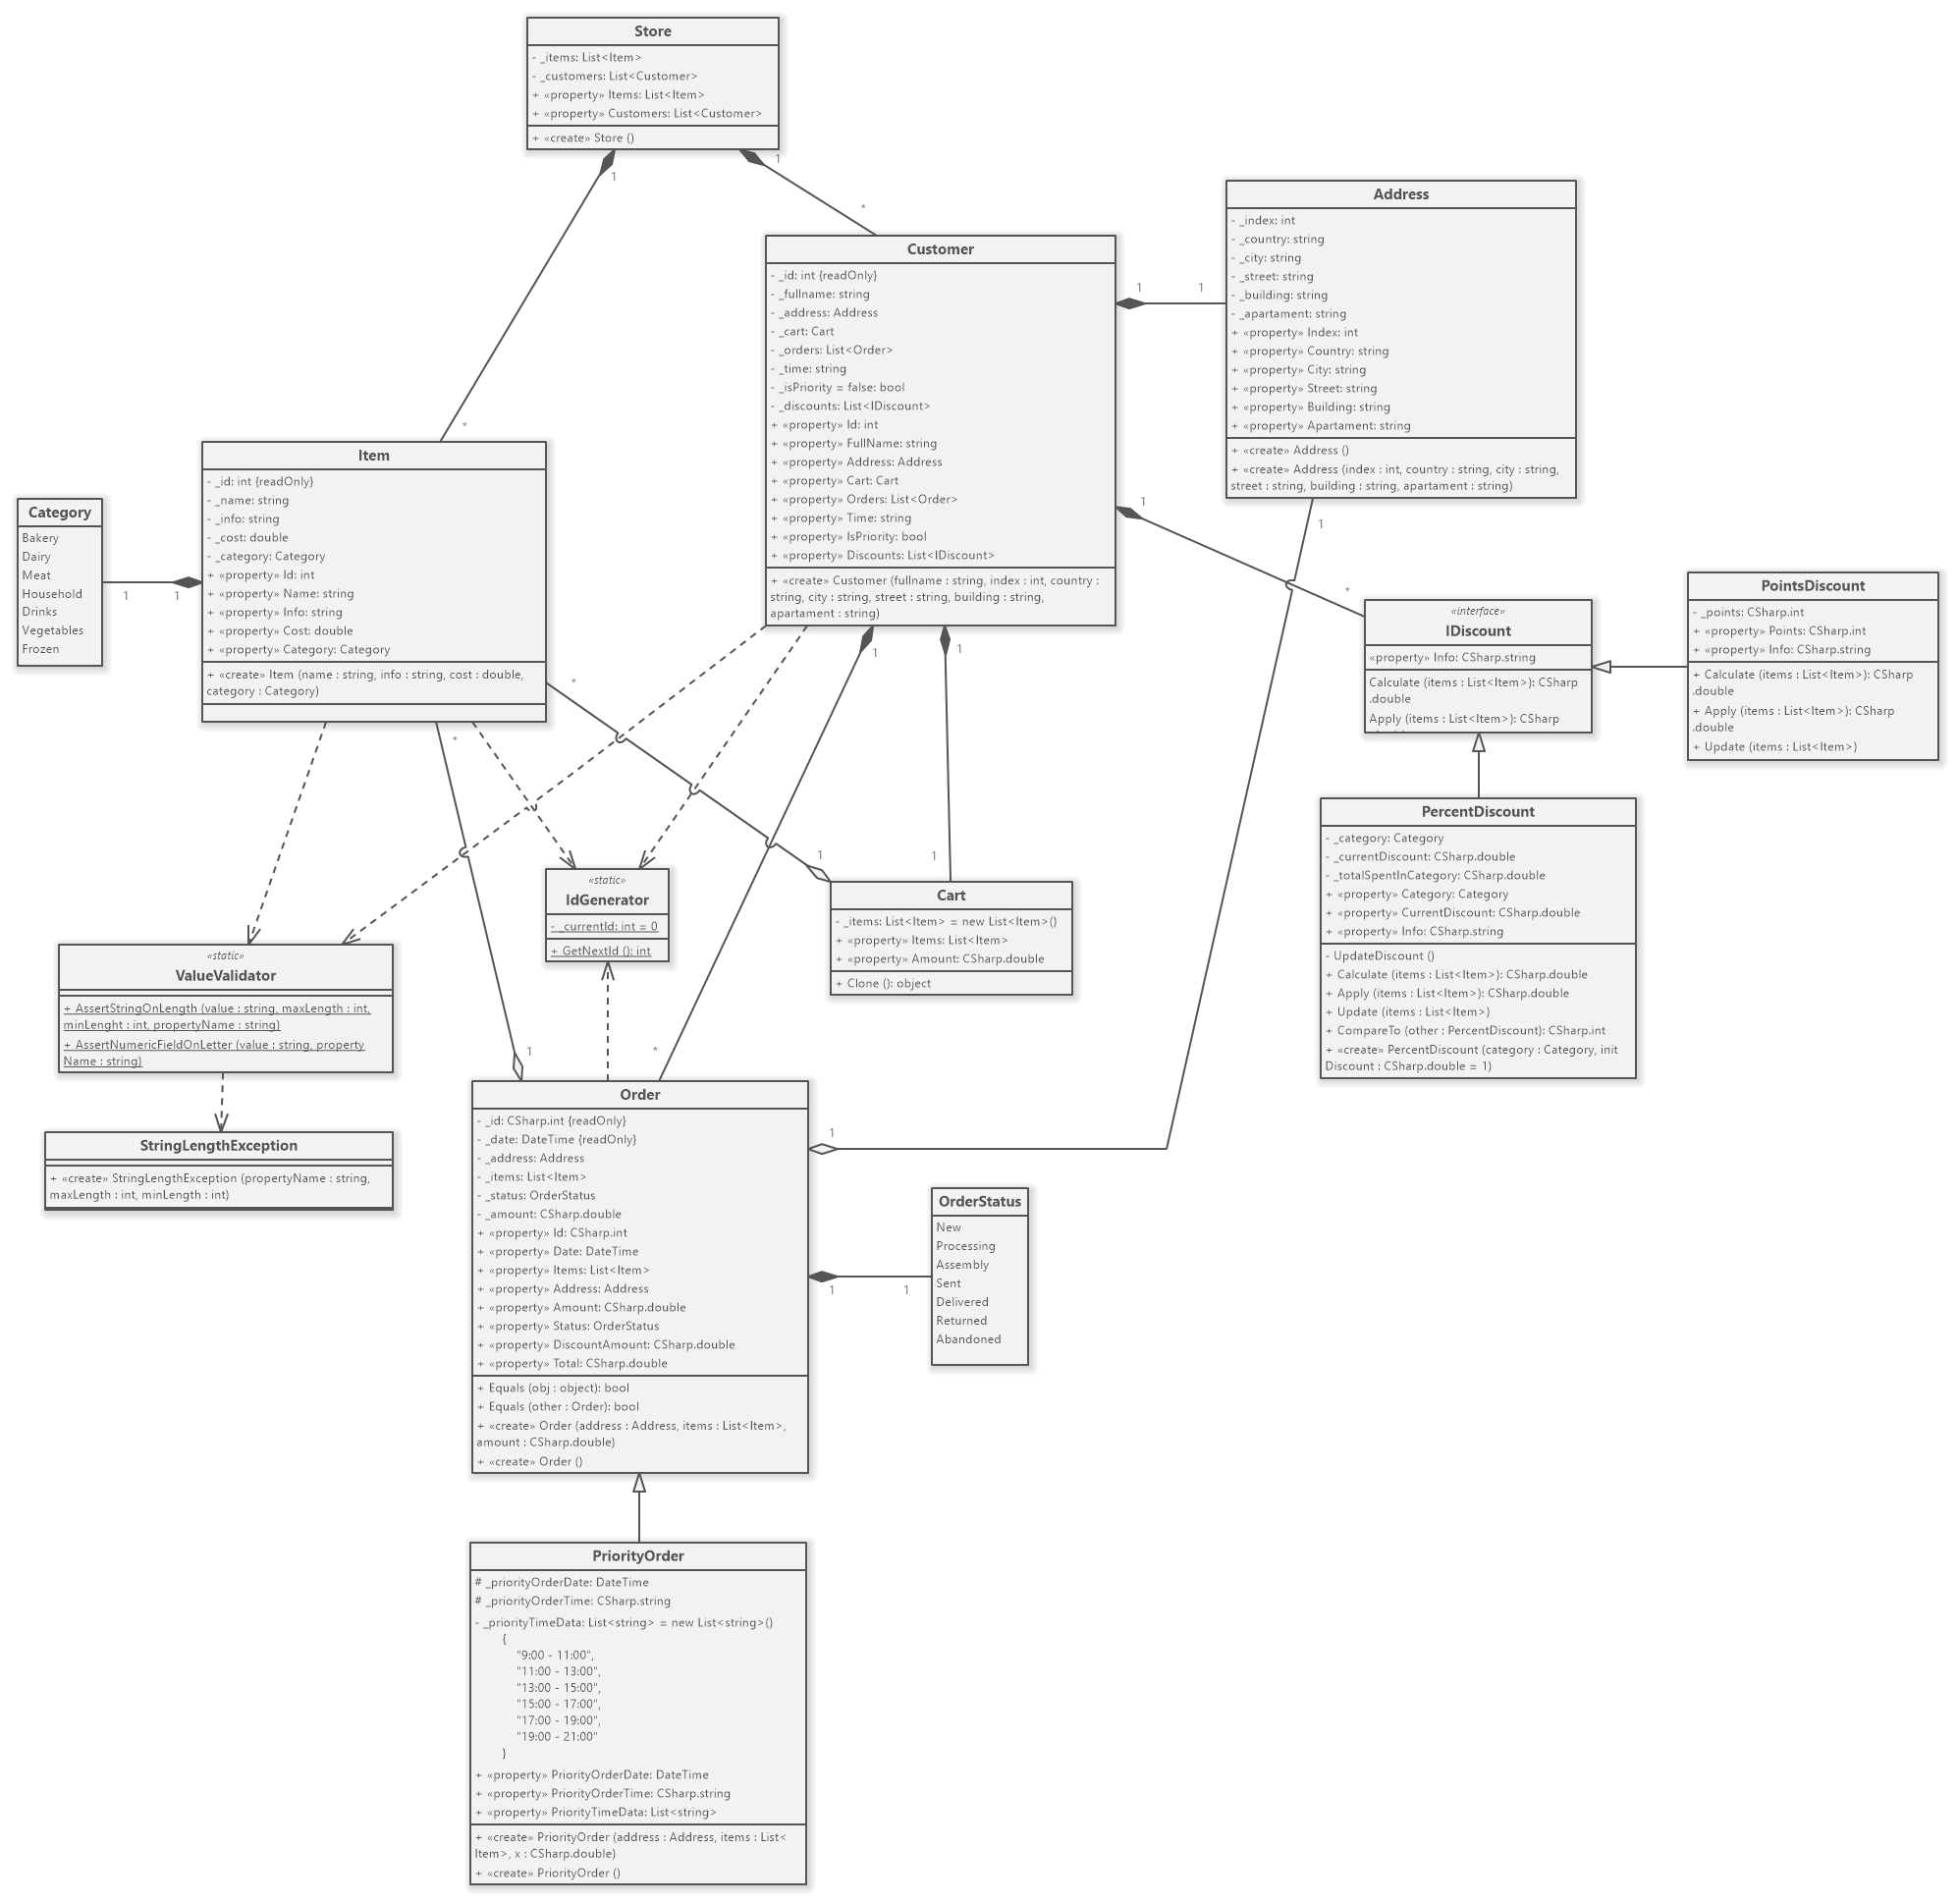 Store
- _items: List<Item>
- _customers: List<Customer>
+ «property» Items: List<Item>
+ «property» Customers: List<Customer>
+ «create» Store ()
1
1
*
*
Address
- _index: int
- _country: string
- _city: string
- _street: string
- _building: string
- _apartament: string
+ «property» Index: int
+ «property» Country: string
+ «property» City: string
+ «property» Street: string
+ «property» Building: string
+ «property» Apartament: string
+ «create» Address ()
+ «create» Address (index : int, country : string, city : string,
street : string, building : string, apartament : string)
1
Customer
- _id: int {readOnly}
- _fullname: string
- _address: Address
- _cart: Cart
- _orders: List<Order>
- _time: string
- _isPriority = false: bool
- _discounts: List<IDiscount>
+ «property» Id: int
+ «property» FullName: string
+ «property» Address: Address
+ «property» Cart: Cart
+ «property» Orders: List<Order>
+ «property» Time: string
+ «property» IsPriority: bool
+ «property» Discounts: List<IDiscount>
+ «create» Customer (fullname : string, index : int, country :
string, city : string, street : string, building : string,
apartament : string)
1
1
1
*
1
1
Item
- _id: int {readOnly}
- _name: string
- _info: string
- _cost: double
- _category: Category
+ «property» Id: int
+ «property» Name: string
+ «property» Info: string
+ «property» Cost: double
+ «property» Category: Category
+ «create» Item (name : string, info : string, cost : double,
category : Category)
*
*
Category
Bakery
Dairy
Meat
Household
Drinks
Vegetables
Frozen
1
1
«interface»
IDiscount
«property» Info: CSharp.string
Calculate (items : List<Item>): CSharp
.double
Apply (items : List<Item>): CSharp
PointsDiscount
- _points: CSharp.int
+ «property» Points: CSharp.int
+ «property» Info: CSharp.string
+ Calculate (items : List<Item>): CSharp
.double
+ Apply (items : List<Item>): CSharp
.double
+ Update (items : List<Item>)
PercentDiscount
- _category: Category
- _currentDiscount: CSharp.double
- _totalSpentInCategory: CSharp.double
+ «property» Category: Category
+ «property» CurrentDiscount: CSharp.double
+ «property» Info: CSharp.string
- UpdateDiscount ()
+ Calculate (items : List<Item>): CSharp.double
+ Apply (items : List<Item>): CSharp.double
+ Update (items : List<Item>)
+ CompareTo (other : PercentDiscount): CSharp.int
+ «create» PercentDiscount (category : Category, init
Discount : CSharp.double = 1)
«static»
IdGenerator
- _currentId: int = 0
+ GetNextId (): int
1
1
Cart
- _items: List<Item> = new List<Item>()
+ «property» Items: List<Item>
+ «property» Amount: CSharp.double
+ Clone (): object
«static»
ValueValidator
+ AssertStringOnLength (value : string, maxLength : int,
minLenght : int, propertyName : string)
+ AssertNumericFieldOnLetter (value : string, property
Name : string)
StringLengthException
+ «create» StringLengthException (propertyName : string,
maxLength : int, minLength : int)
1
*
Order
- _id: CSharp.int {readOnly}
- _date: DateTime {readOnly}
- _address: Address
- _items: List<Item>
- _status: OrderStatus
- _amount: CSharp.double
+ «property» Id: CSharp.int
+ «property» Date: DateTime
+ «property» Items: List<Item>
+ «property» Address: Address
+ «property» Amount: CSharp.double
+ «property» Status: OrderStatus
+ «property» DiscountAmount: CSharp.double
+ «property» Total: CSharp.double
+ Equals (obj : object): bool
+ Equals (other : Order): bool
+ «create» Order (address : Address, items : List<Item>,
amount : CSharp.double)
+ «create» Order ()
1
1
1
OrderStatus
New
Processing
Assembly
Sent
Delivered
Returned
Abandoned
PriorityOrder
# _priorityOrderDate: DateTime
# _priorityOrderTime: CSharp.string
- _priorityTimeData: List<string> = new List<string>()
{
"9:00 - 11:00",
"11:00 - 13:00",
"13:00 - 15:00",
"15:00 - 17:00",
"17:00 - 19:00",
"19:00 - 21:00"
}
+ «property» PriorityOrderDate: DateTime
+ «property» PriorityOrderTime: CSharp.string
+ «property» PriorityTimeData: List<string>
+ «create» PriorityOrder (address : Address, items : List<
Item>, x : CSharp.double)
+ «create» PriorityOrder ()